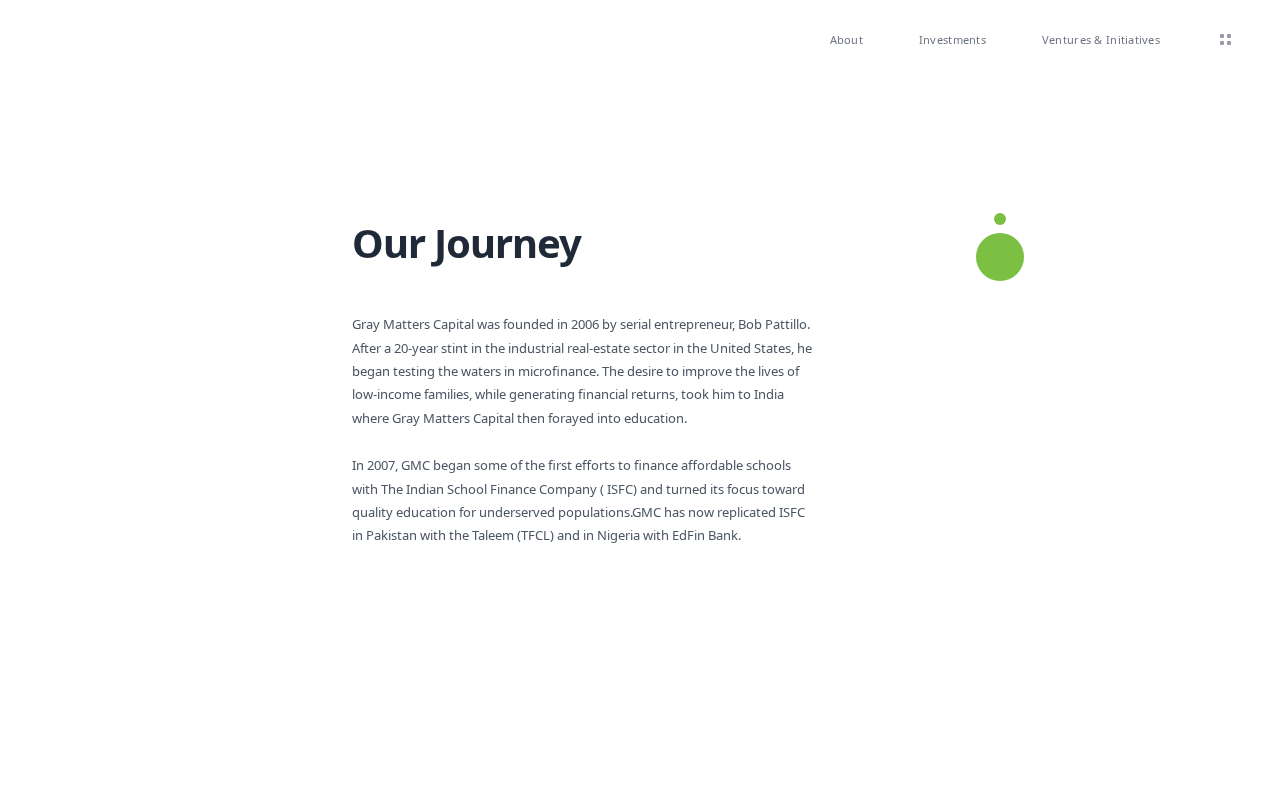 About
Investments
Ventures & Initiatives
Our Journey
Gray Matters Capital was founded in 2006 by serial entrepreneur, Bob Pattillo.
After a 20-year stint in the industrial real-estate sector in the United States, he
began testing the waters in microfinance. The desire to improve the lives of
low-income families, while generating financial returns, took him to India
where Gray Matters Capital then forayed into education.
In 2007, GMC began some of the first efforts to finance affordable schools
with The Indian School Finance Company ( ISFC) and turned its focus toward
quality education for underserved populations.GMC has now replicated ISFC
in Pakistan with the Taleem (TFCL) and in Nigeria with EdFin Bank.